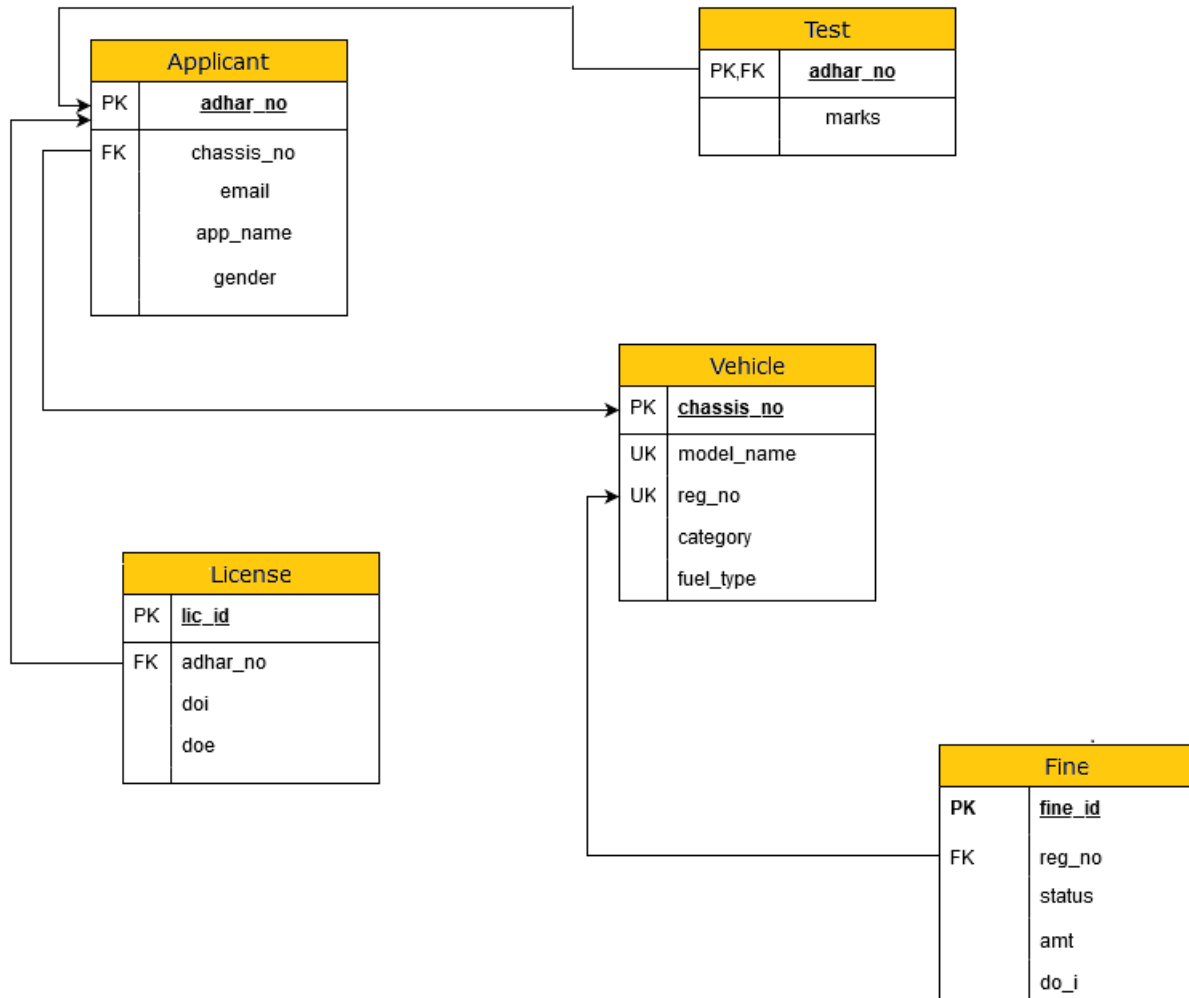 Applicant
PK adhar_no
FK chassis_no
email
app_name
gender
Test
PK,FK adhar_no
marks
Vehicle
PK chassis_no
UK model_name
UK reg_no
category
fuel_type
License
PK lic_id
FK adhar_no
doi
doe
Fine
PK fine_id
FK reg_no
status
amt
do_i